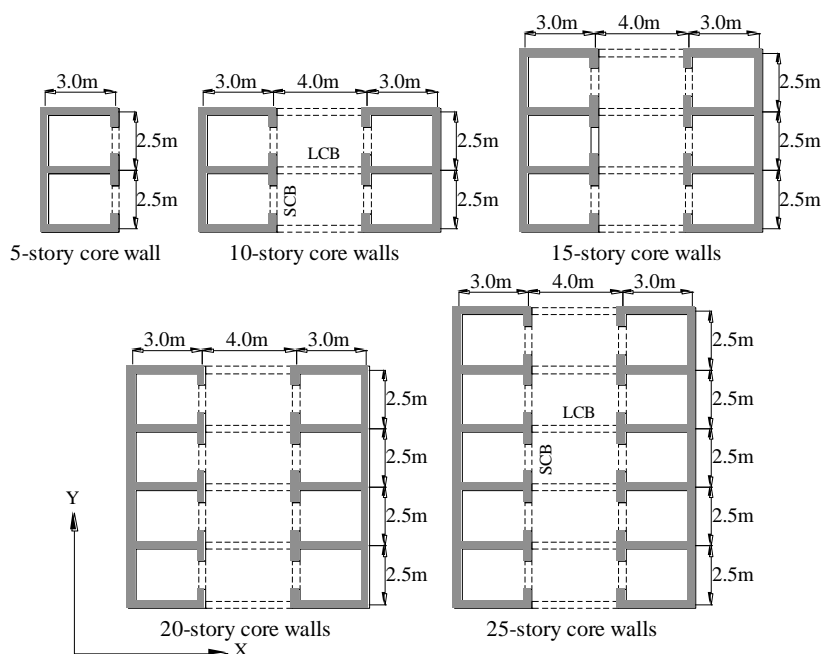 3.0m
4.0m
3.0m
2.5m
2.5m
2.5m
15-story core walls
3.0m
4.0m
3.0m
LCB
SCB
2.5m
2.5m
10-story core walls
3.0m
2.5m
2.5m
5-story core wall
3.0m
4.0m
3.0m
2.5m
2.5m
2.5m
2.5m
20-story core walls
3.0m
4.0m
3.0m
LCB
SCB
2.5m
2.5m
2.5m
2.5m
2.5m
25-story core walls
Y
X